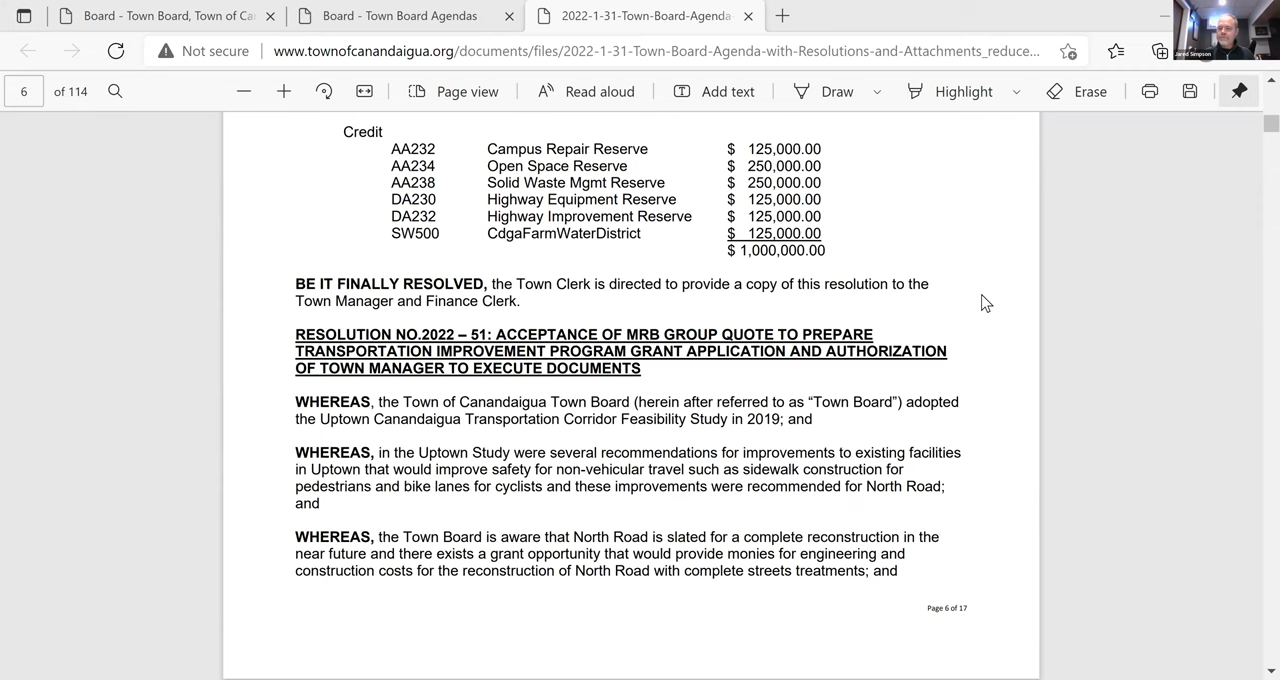 Board - Town Board, Town of Ca
Board - Town Board Agendas
2022-1-31-Town-Board-Agenda-
Not secure
www.townofcanandaigua.org/documents/files/2022-1-31-Town-Board-Agenda-with-Resolutions-and-Attachments_reduce...
Jared Simpson
6 of 114
Page view
Read aloud
Add text
Draw
Highlight
Erase
Credit
AA232 Campus Repair Reserve $ 125,000.00
AA234 Open Space Reserve $ 250,000.00
AA238 Solid Waste Mgmt Reserve $ 250,000.00
DA230 Highway Equipment Reserve $ 125,000.00
DA232 Highway Improvement Reserve $ 125,000.00
SW500 CdgaFarmWaterDistrict $ 125,000.00
$ 1,000,000.00
BE IT FINALLY RESOLVED, the Town Clerk is directed to provide a copy of this resolution to the
Town Manager and Finance Clerk.
RESOLUTION NO.2022 – 51: ACCEPTANCE OF MRB GROUP QUOTE TO PREPARE
TRANSPORTATION IMPROVEMENT PROGRAM GRANT APPLICATION AND AUTHORIZATION
OF TOWN MANAGER TO EXECUTE DOCUMENTS
WHEREAS, the Town of Canandaigua Town Board (herein after referred to as “Town Board”) adopted
the Uptown Canandaigua Transportation Corridor Feasibility Study in 2019; and
WHEREAS, in the Uptown Study were several recommendations for improvements to existing facilities
in Uptown that would improve safety for non-vehicular travel such as sidewalk construction for
pedestrians and bike lanes for cyclists and these improvements were recommended for North Road;
and
WHEREAS, the Town Board is aware that North Road is slated for a complete reconstruction in the
near future and there exists a grant opportunity that would provide monies for engineering and
construction costs for the reconstruction of North Road with complete streets treatments; and
Page 6 of 17